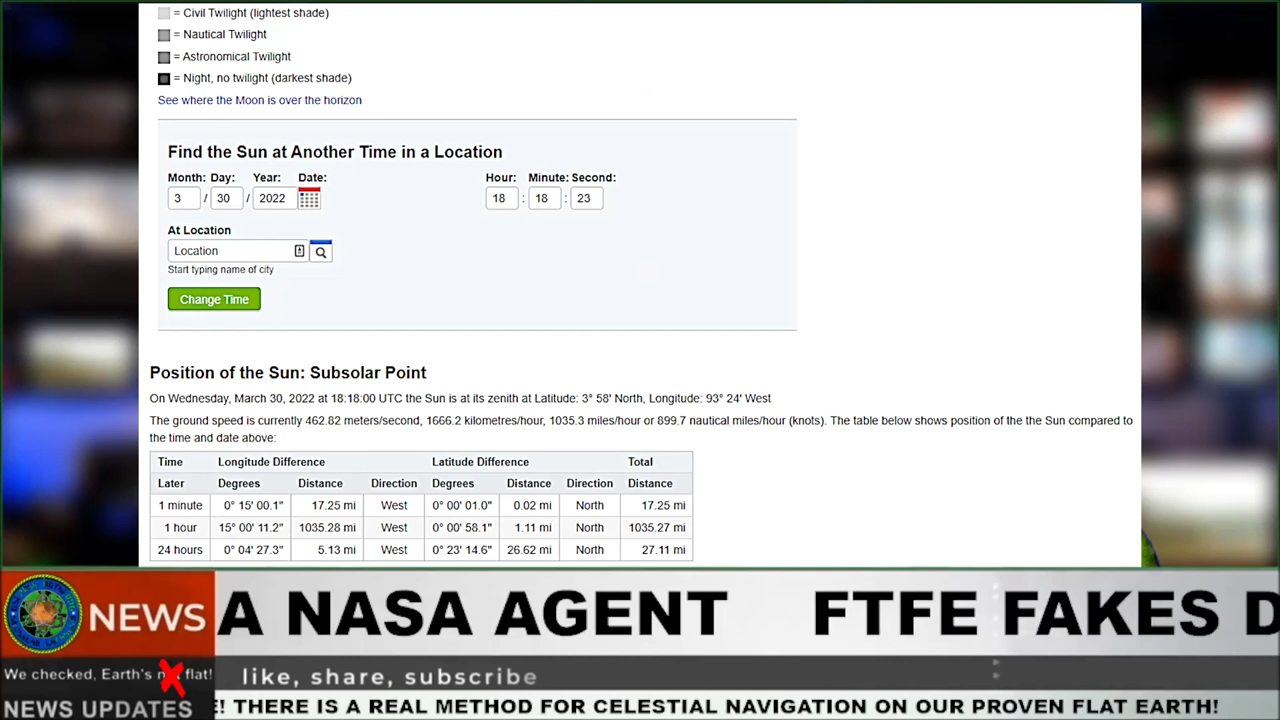 = Civil Twilight (lightest shade)
= Nautical Twilight
= Astronomical Twilight
= Night, no twilight (darkest shade)
See where the Moon is over the horizon
Find the Sun at Another Time in a Location
Month: Day: Year: Date: Hour: Minute: Second:
3 / 30 / 2022 18 : 18 : 23
At Location
Location
Start typing name of city
Change Time
Position of the Sun: Subsolar Point
On Wednesday, March 30, 2022 at 18:18:00 UTC the Sun is at its zenith at Latitude: 3° 58' North, Longitude: 93° 24' West
The ground speed is currently 462.82 meters/second, 1666.2 kilometres/hour, 1035.3 miles/hour or 899.7 nautical miles/hour (knots). The table below shows position of the the Sun compared to
the time and date above:
Time Longitude Difference Latitude Difference Total
Later Degrees Distance Direction Degrees Distance Direction Distance
1 minute 0° 15' 00.1" 17.25 mi West 0° 00' 01.0" 0.02 mi North 17.25 mi
1 hour 15° 00' 11.2" 1035.28 mi West 0° 00' 58.1" 1.11 mi North 1035.27 mi
24 hours 0° 04' 27.3" 5.13 mi West 0° 23' 14.6" 26.62 mi North 27.11 mi
NEWS A NASA AGENT FTFE FAKES D
We checked, Earth's not flat! like, share, subscribe
NEWS UPDATES E! THERE IS A REAL METHOD FOR CELESTIAL NAVIGATION ON OUR PROVEN FLAT EARTH!